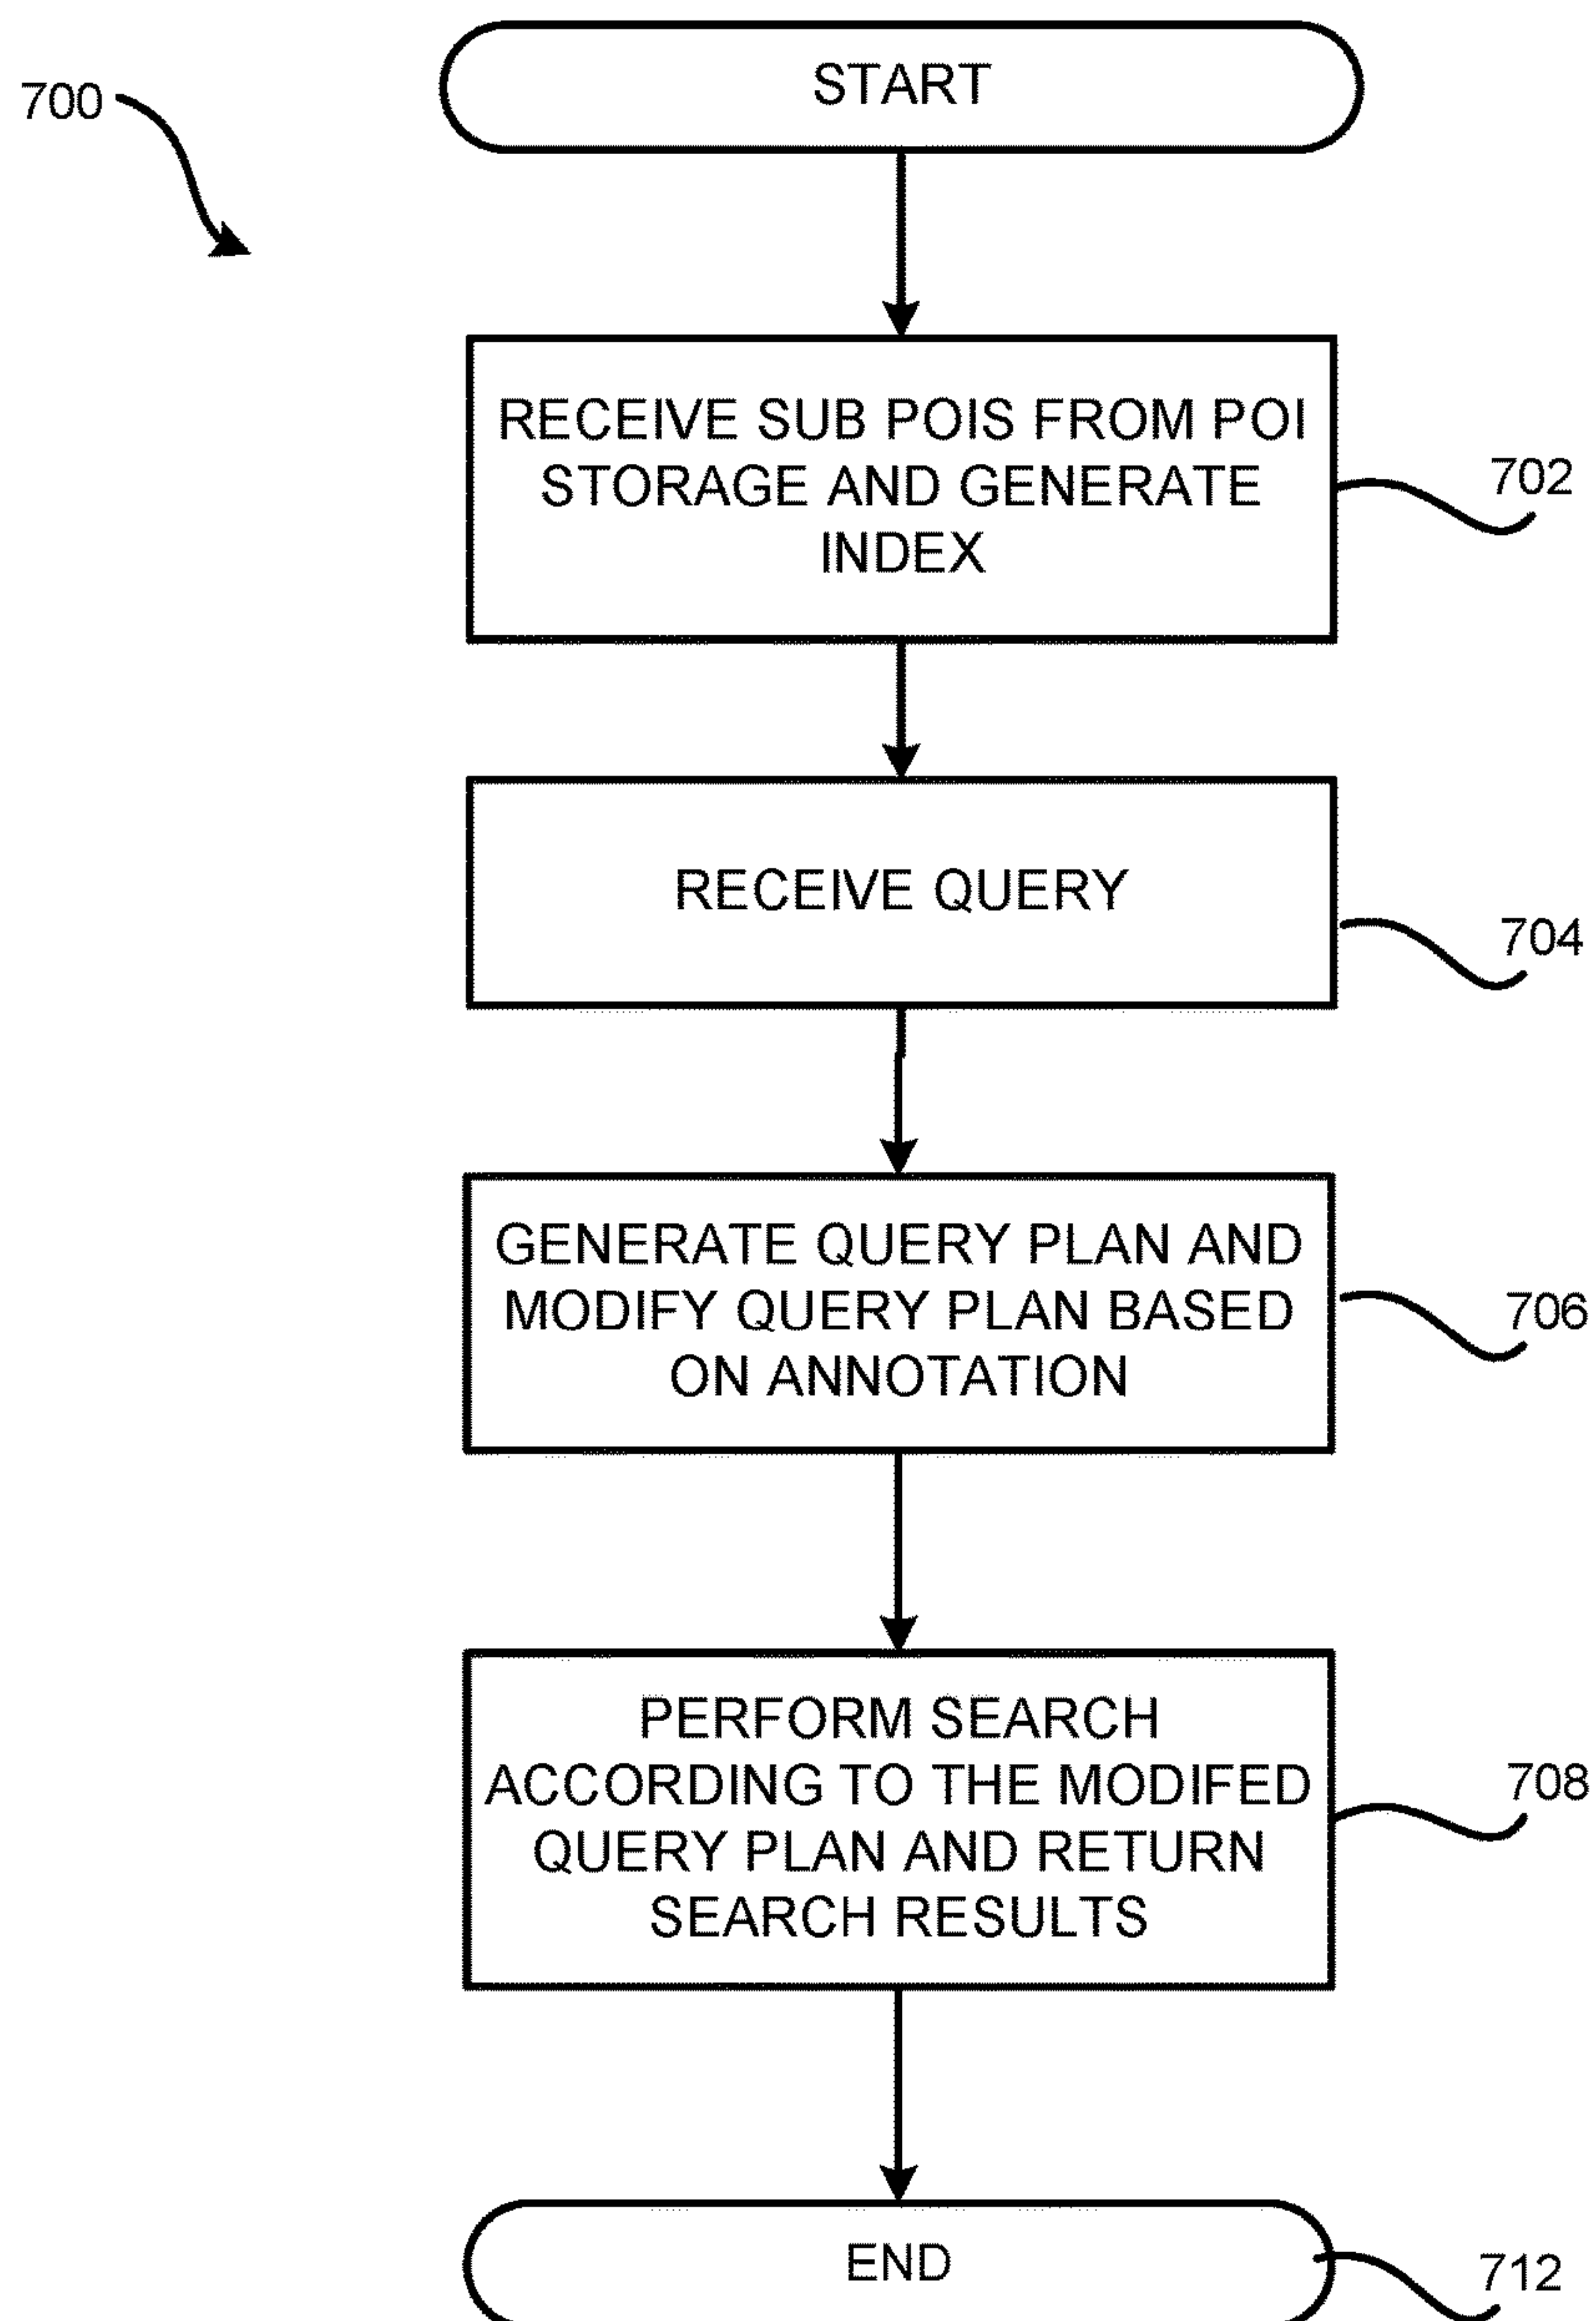 START
700
RECEIVE SUB POIS FROM POI
STORAGE AND GENERATE
INDEX
702
RECEIVE QUERY
704
GENERATE QUERY PLAN AND
MODIFY QUERY PLAN BASED
ON ANNOTATION
706
PERFORM SEARCH
ACCORDING TO THE MODIFED
QUERY PLAN AND RETURN
SEARCH RESULTS
708
END
712